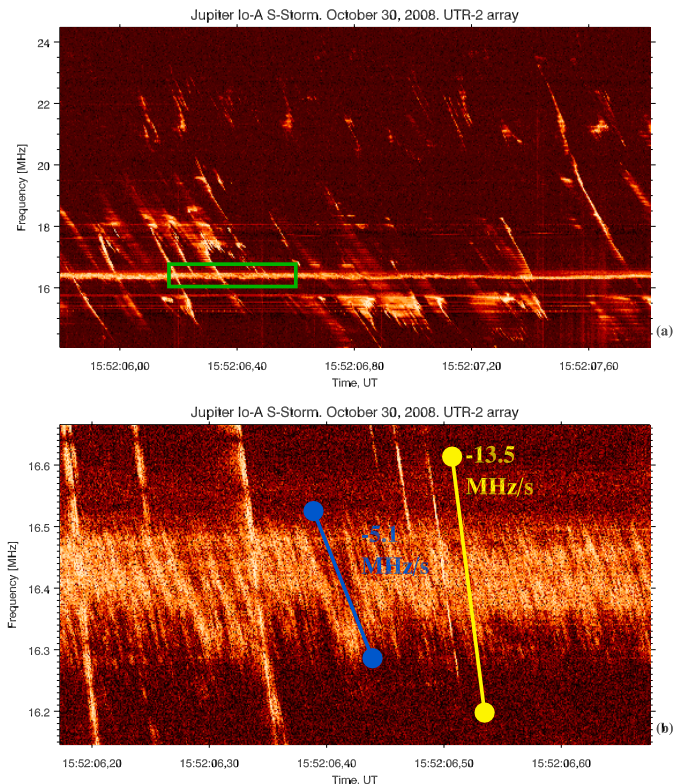 Jupiter Io-A S-Storm. October 30, 2008. UTR-2 array
Frequency [MHz]
24
22
20
18
16
15:52:06,00 15:52:06,40 15:52:06,80 15:52:07,20 15:52:07,60
Time, UT
(a)
Jupiter Io-A S-Storm. October 30, 2008. UTR-2 array
Frequency [MHz]
16.6
16.5
16.4
16.3
16.2
-13.5
MHz/s
-5.1
MHz/s
15:52:06,20 15:52:06,30 15:52:06,40 15:52:06,50 15:52:06,60
Time, UT
(b)